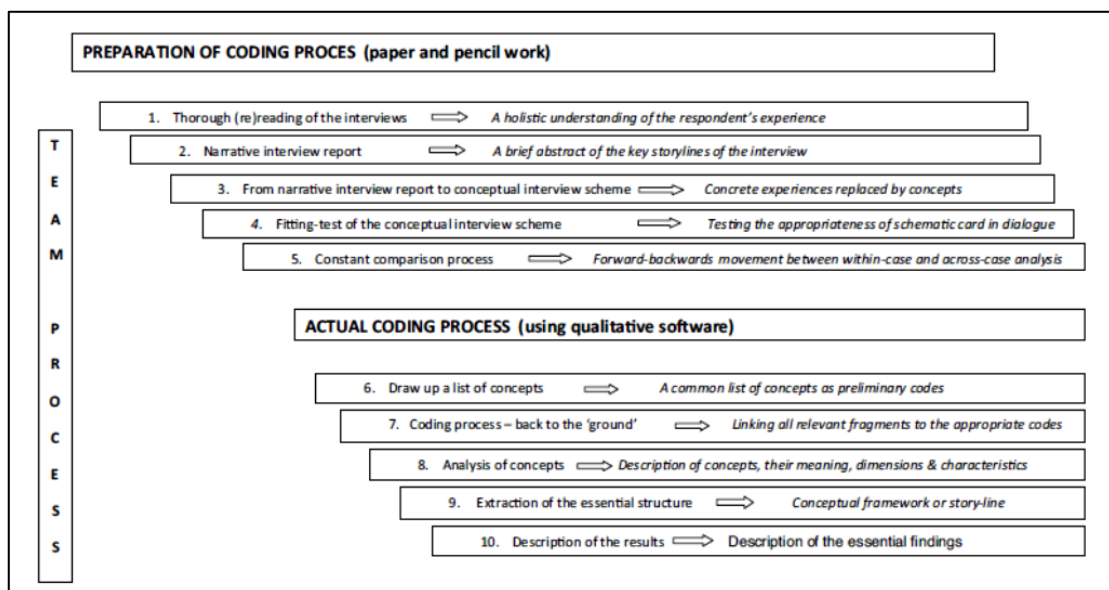 PREPARATION OF CODING PROCES (paper and pencil work)
1. Thorough (re)reading of the interviews ⇒ A holistic understanding of the respondent's experience
2. Narrative interview report ⇒ A brief abstract of the key storylines of the interview
3. From narrative interview report to conceptual interview scheme ⇒ Concrete experiences replaced by concepts
4. Fitting-test of the conceptual interview scheme ⇒ Testing the appropriateness of schematic card in dialogue
5. Constant comparison process ⇒ Forward-backwards movement between within-case and across-case analysis
ACTUAL CODING PROCESS (using qualitative software)
6. Draw up a list of concepts ⇒ A common list of concepts as preliminary codes
7. Coding process – back to the ‘ground’ ⇒ Linking all relevant fragments to the appropriate codes
8. Analysis of concepts ⇒ Description of concepts, their meaning, dimensions & characteristics
9. Extraction of the essential structure ⇒ Conceptual framework or story-line
10. Description of the results ⇒ Description of the essential findings
TEAM PROCESS